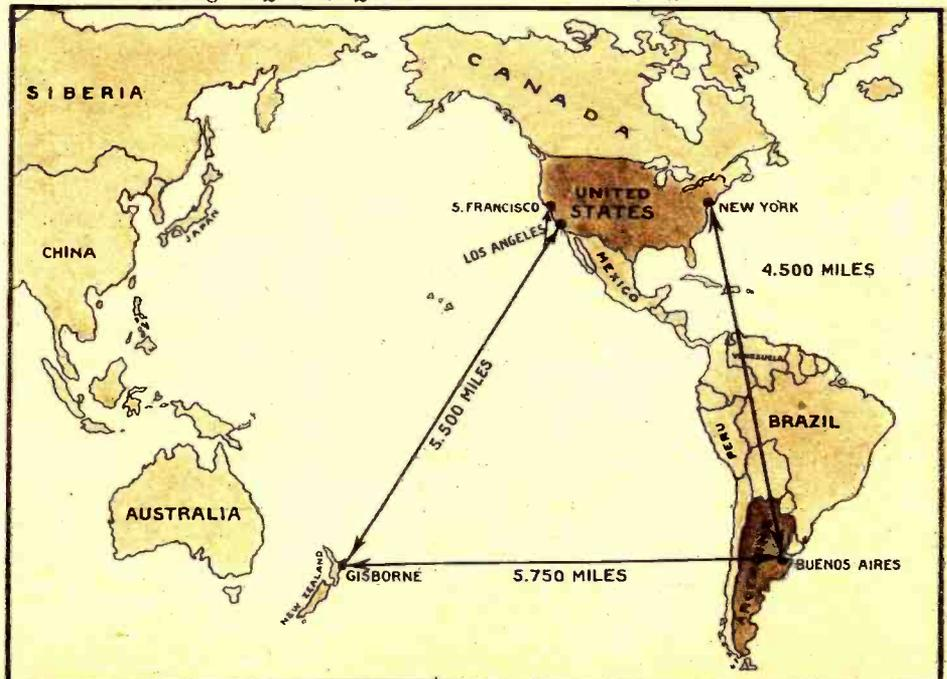 SIBERIA
CANADA
UNITED
STATES
S. FRANCISCO
NEW YORK
LOS ANGELES
JAPAN
CHINA
MEXICO
4.500 MILES
VENEZUELA
5.500 MILES
PERU
BRAZIL
AUSTRALIA
NEW ZEALAND
GISBORNE
5.750 MILES
BUENOS AIRES